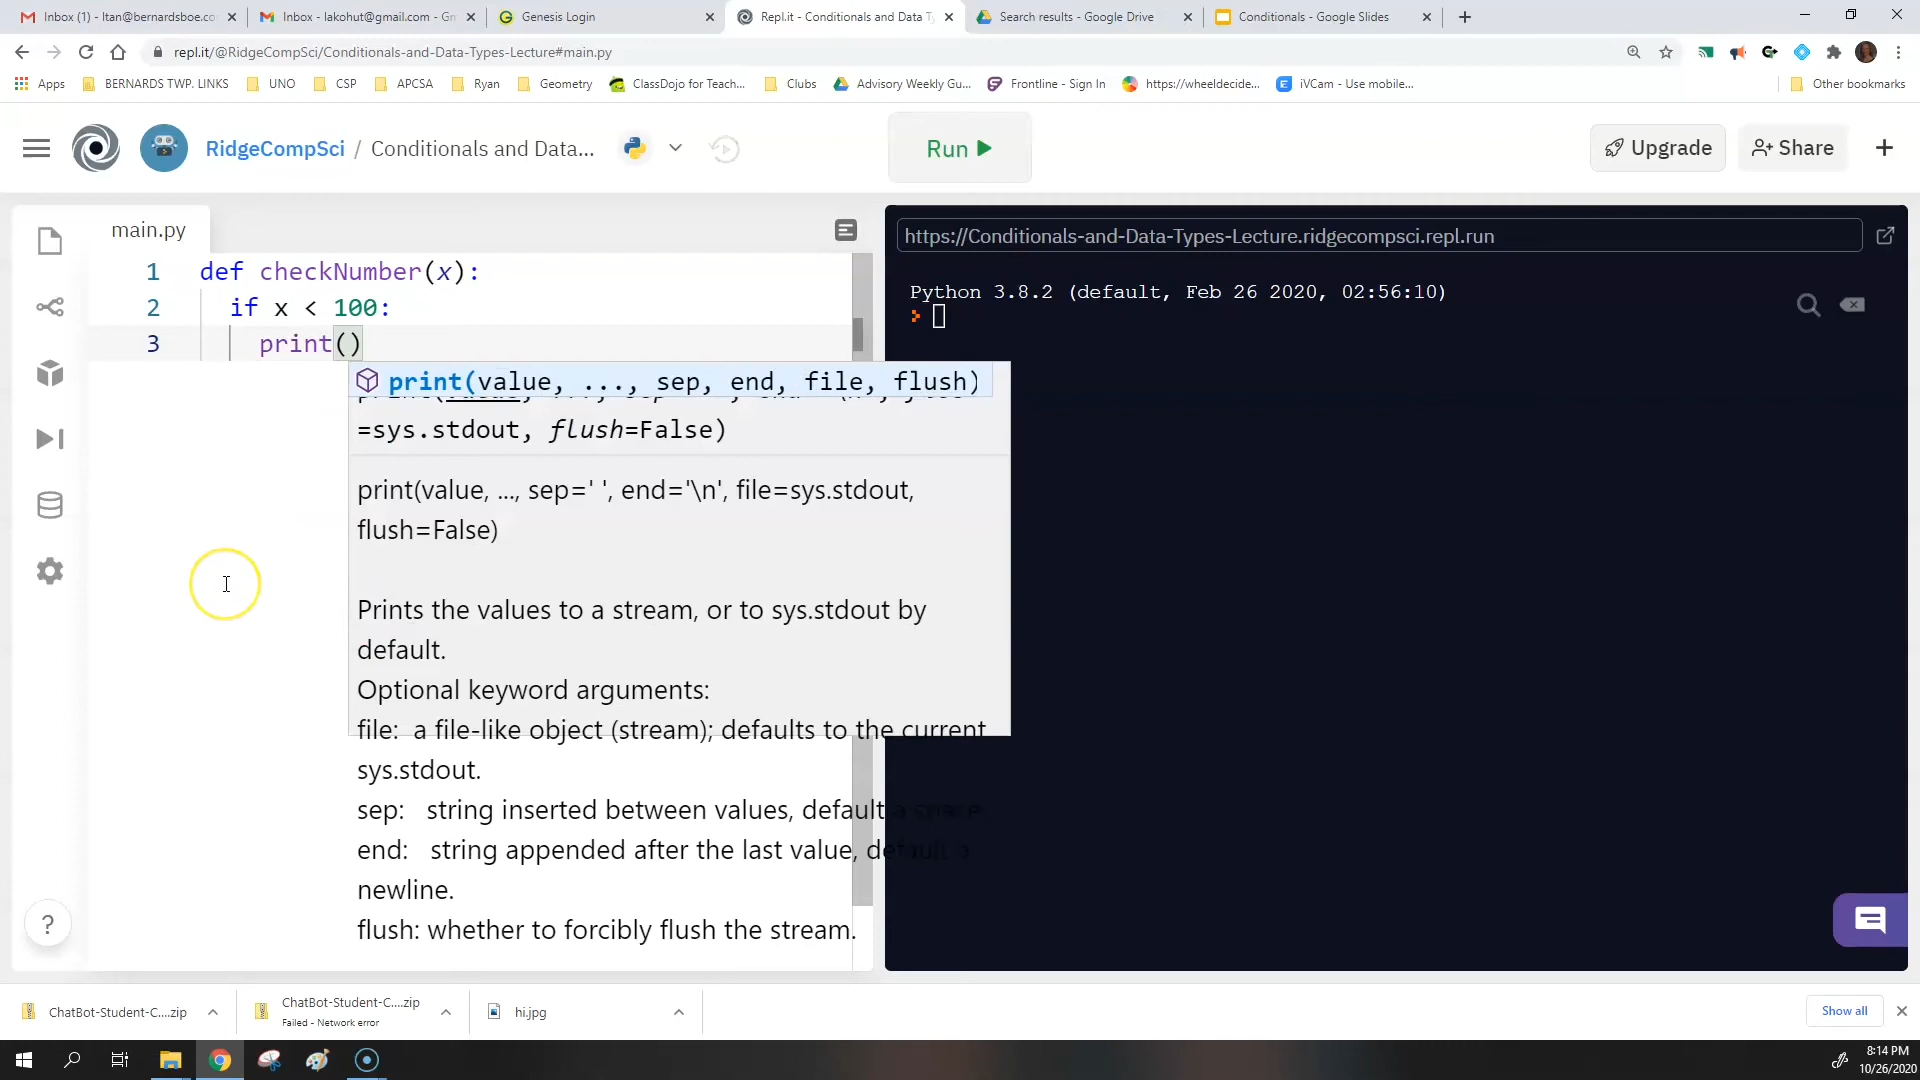 Inbox (1) - ltan@bernardsboe.co
Inbox - lakohut@gmail.com - Gm
Genesis Login
Repl.it - Conditionals and Data T
Search results - Google Drive
Conditionals - Google Slides
repl.it/@RidgeCompSci/Conditionals-and-Data-Types-Lecture#main.py
Apps
BERNARDS TWP. LINKS
UNO
CSP
APCSA
Ryan
Geometry
ClassDojo for Teach...
Clubs
Advisory Weekly Gu...
Frontline - Sign In
https://wheeldecide...
iVCam - Use mobile...
Other bookmarks
RidgeCompSci / Conditionals and Data...
Run
Upgrade
Share
main.py
1 def checkNumber(x):
2 if x < 100:
3 print()
print(value, ..., sep, end, file, flush)
=sys.stdout, flush=False)
print(value, ..., sep=' ', end='\n', file=sys.stdout,
flush=False)
Prints the values to a stream, or to sys.stdout by
default.
Optional keyword arguments:
file: a file-like object (stream); defaults to the current
sys.stdout.
sep: string inserted between values, default a space.
end: string appended after the last value, default a
newline.
flush: whether to forcibly flush the stream.
https://Conditionals-and-Data-Types-Lecture.ridgecompsci.repl.run
Python 3.8.2 (default, Feb 26 2020, 02:56:10)
?
ChatBot-Student-C....zip
ChatBot-Student-C....zip
Failed - Network error
hi.jpg
Show all
8:14 PM
10/26/2020